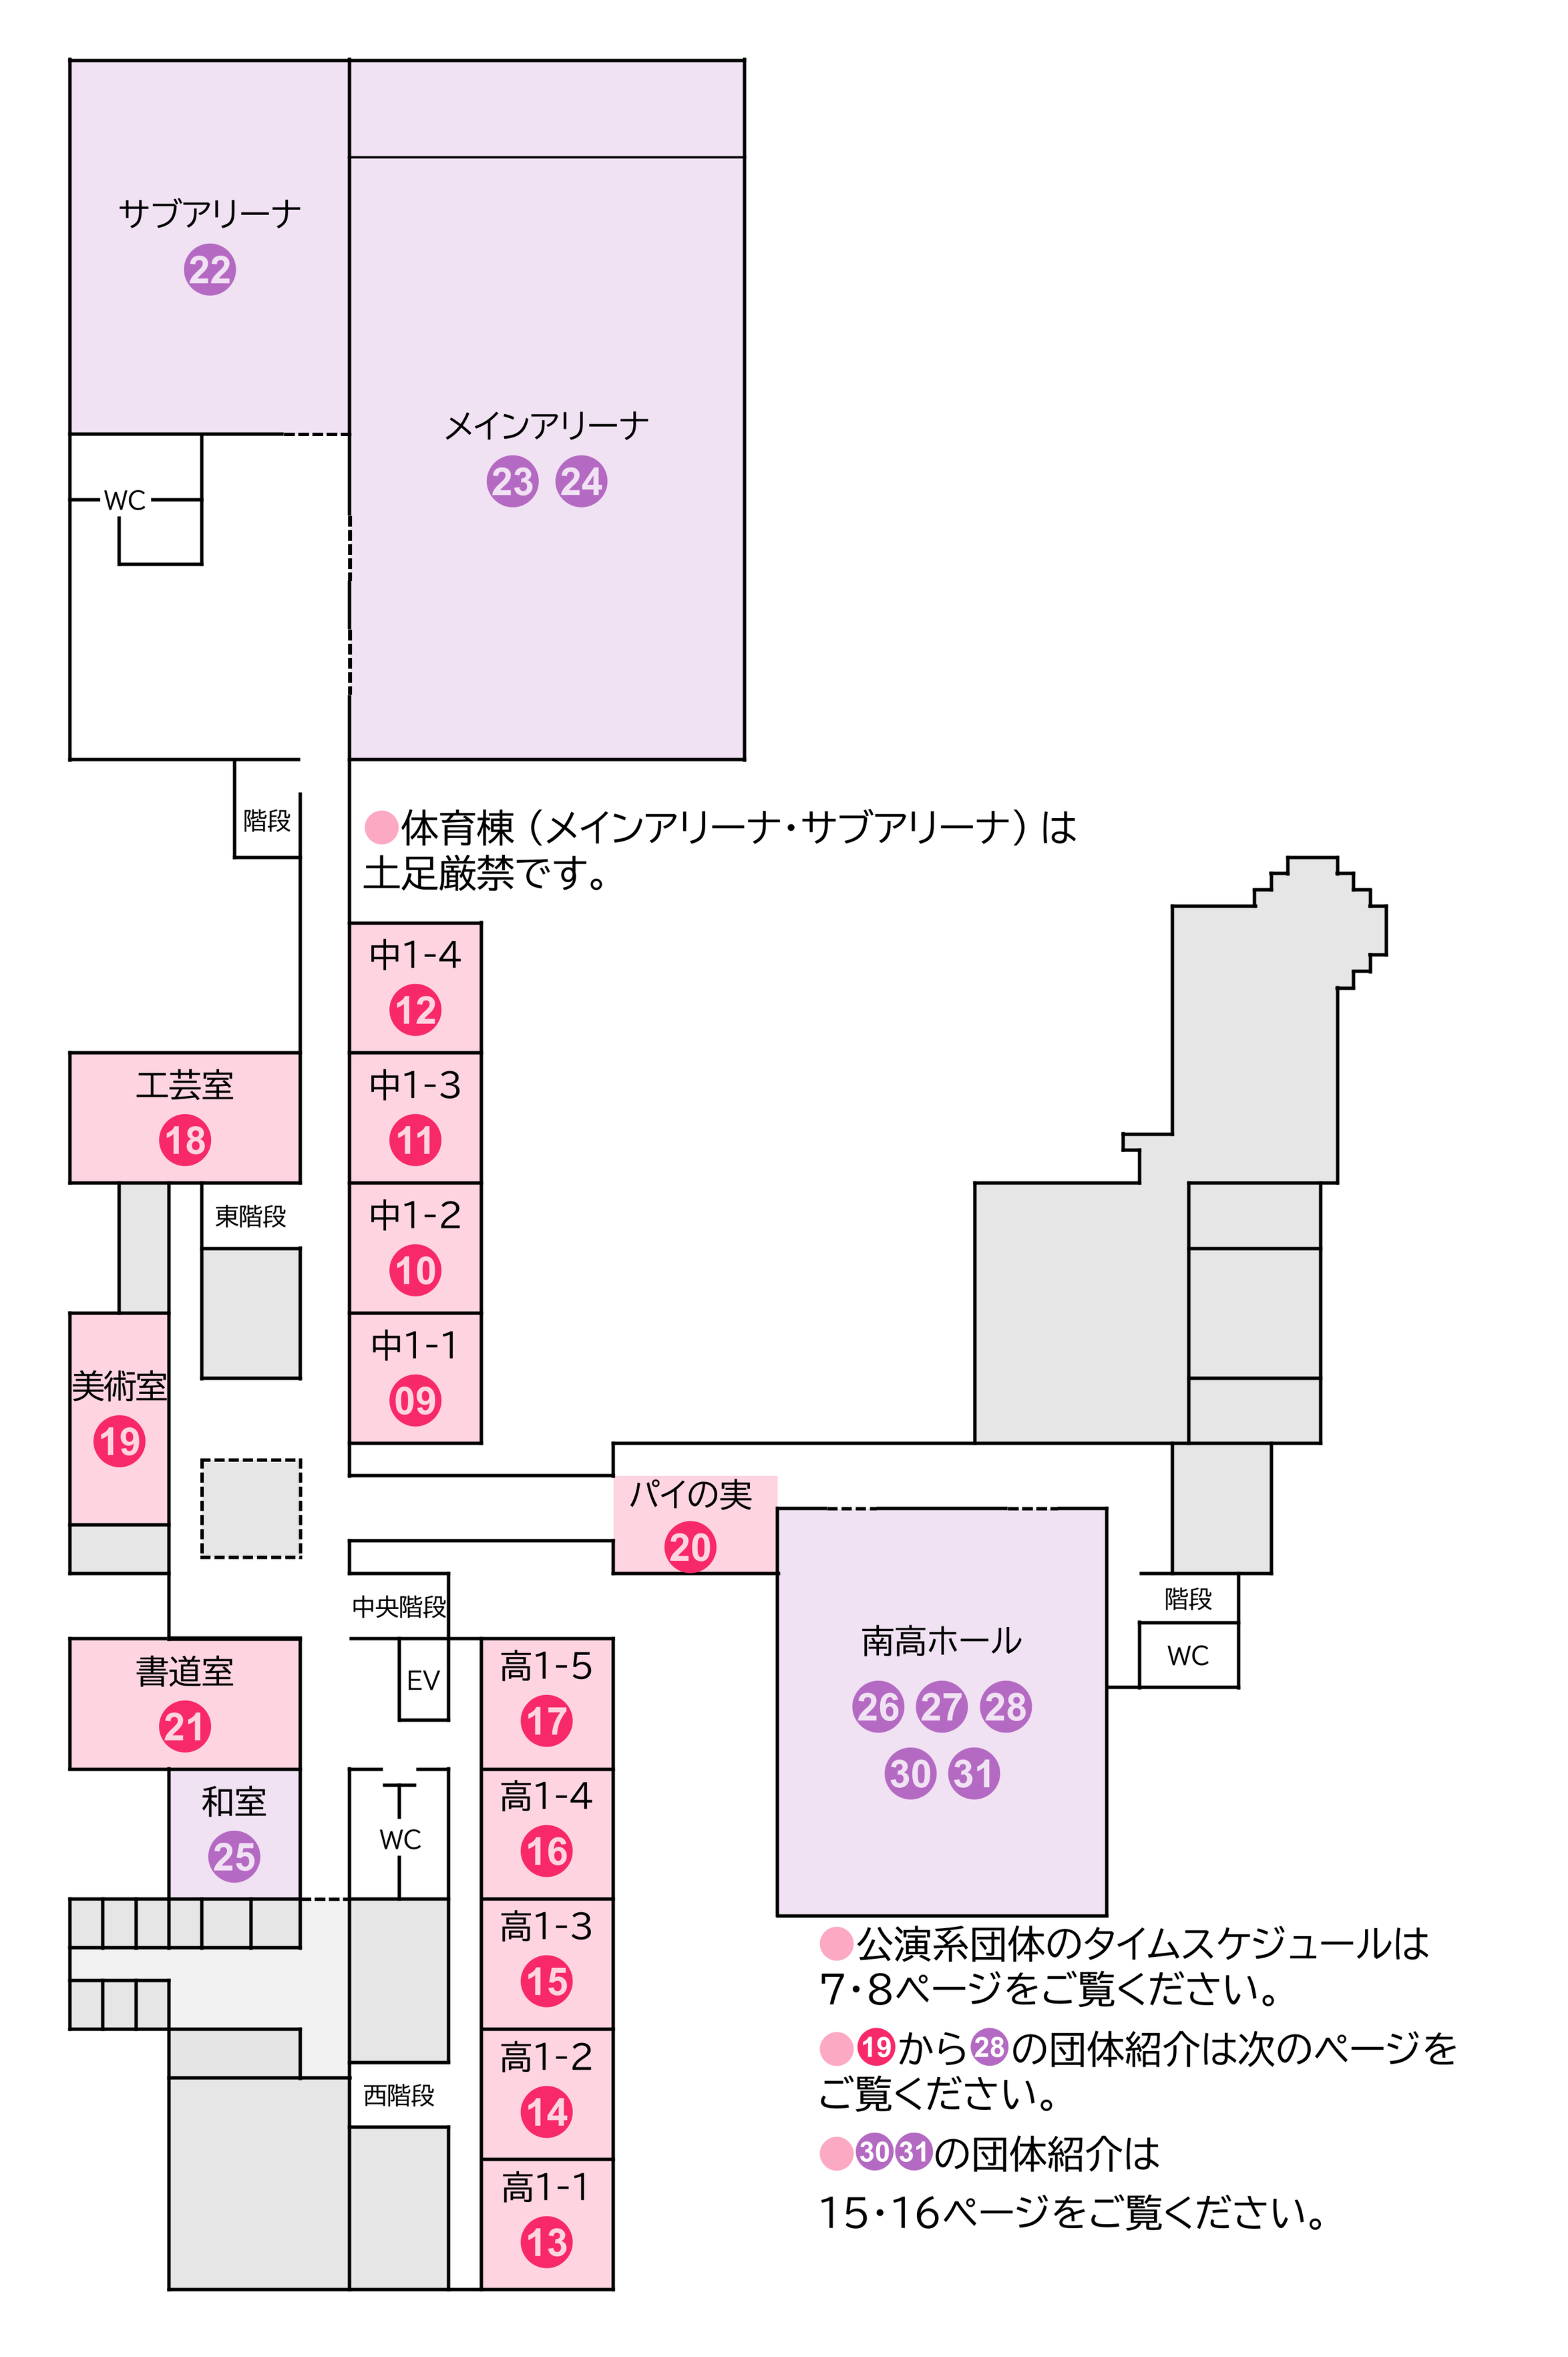 サブアリーナ
22
メインアリーナ
23 24
WC
階段
●体育棟（メインアリーナ・サブアリーナ）は
土足厳禁です。
中1-4
12
工芸室
18
中1-3
11
東階段
中1-2
10
中1-1
09
美術室
19
パイの実
20
中央階段
階段
WC
南高ホール
26 27 28
30 31
EV
書道室
21
高1-5
17
和室
25
WC
高1-4
16
高1-3
15
高1-2
14
西階段
高1-1
13
●公演系団体のタイムスケジュールは
7・8ページをご覧ください。
●19から28の団体紹介は次のページを
ご覧ください。
●30 31の団体紹介は
15・16ページをご覧ください。